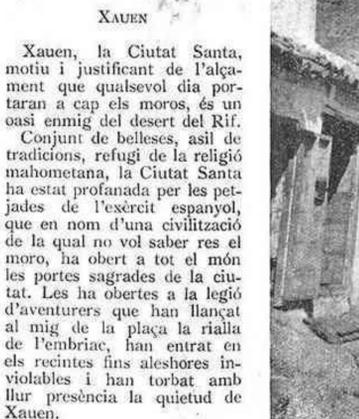 XAUEN
Xauen, la Ciutat Santa,
motiu i justificant de l'alça-
ment que qualsevol dia por-
taran a cap els moros, és un
oasi enmig del desert del Rif.
Conjunt de belleses, asil de
tradicions, refugi de la religió
mahometana, la Ciutat Santa
ha estat profanada per les pet-
jades de l'exèrcit espanyol,
que en nom d'una civilització
de la qual no vol saber res el
moro, ha obert a tot el món
les portes sagrades de la ciu-
tat. Les ha obertes a la legió
d'aventurers que han llançat
al mig de la plaça la rialla
de l'embriac, han entrat en
els recintes fins aleshores in-
violables i han torbat amb
llur presència la quietud de
Xauen.